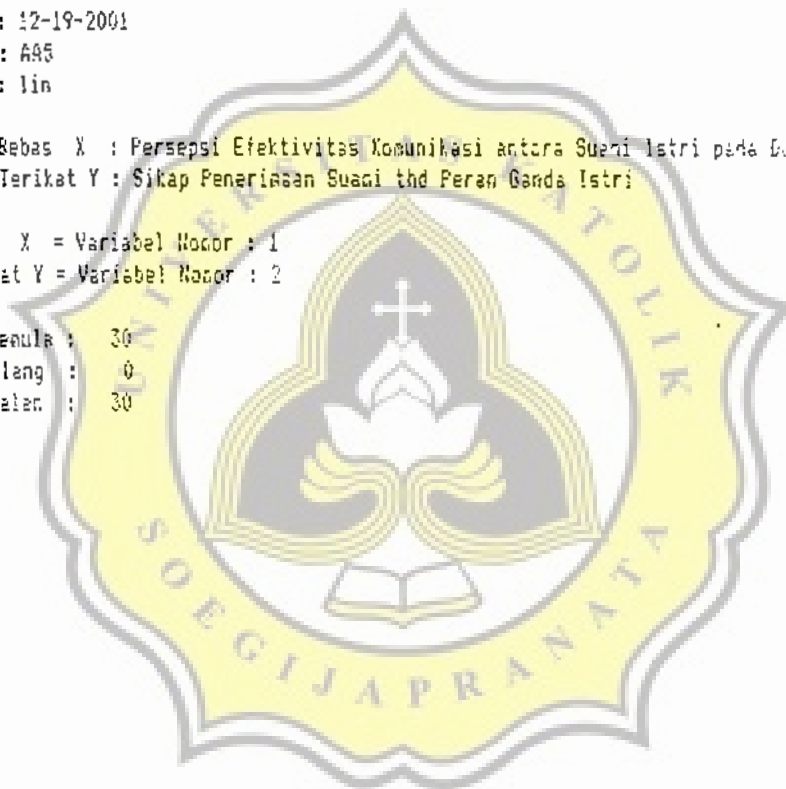 : 12-19-2001
: AA5
: lin
Bebas X : Persepsi Efektivitas Komunikasi antara Suami Istri pada
Terikat Y : Sikap Penerimaan Suami thd Peran Ganda Istri
X = Variabel Nomor : 1
at Y = Variabel Nomor : 2
emula : 30
lang : 0
alan : 30
UNIVERSITAS KATOLIK
SOEGIJAPRANATA